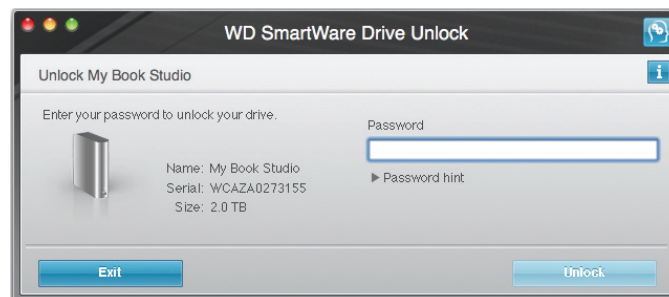 WD SmartWare Drive Unlock
Unlock My Book Studio
i
Enter your password to unlock your drive.
Name: My Book Studio
Serial: WCAZA0273155
Size: 2.0 TB
Password
Password hint
Exit
Unlock